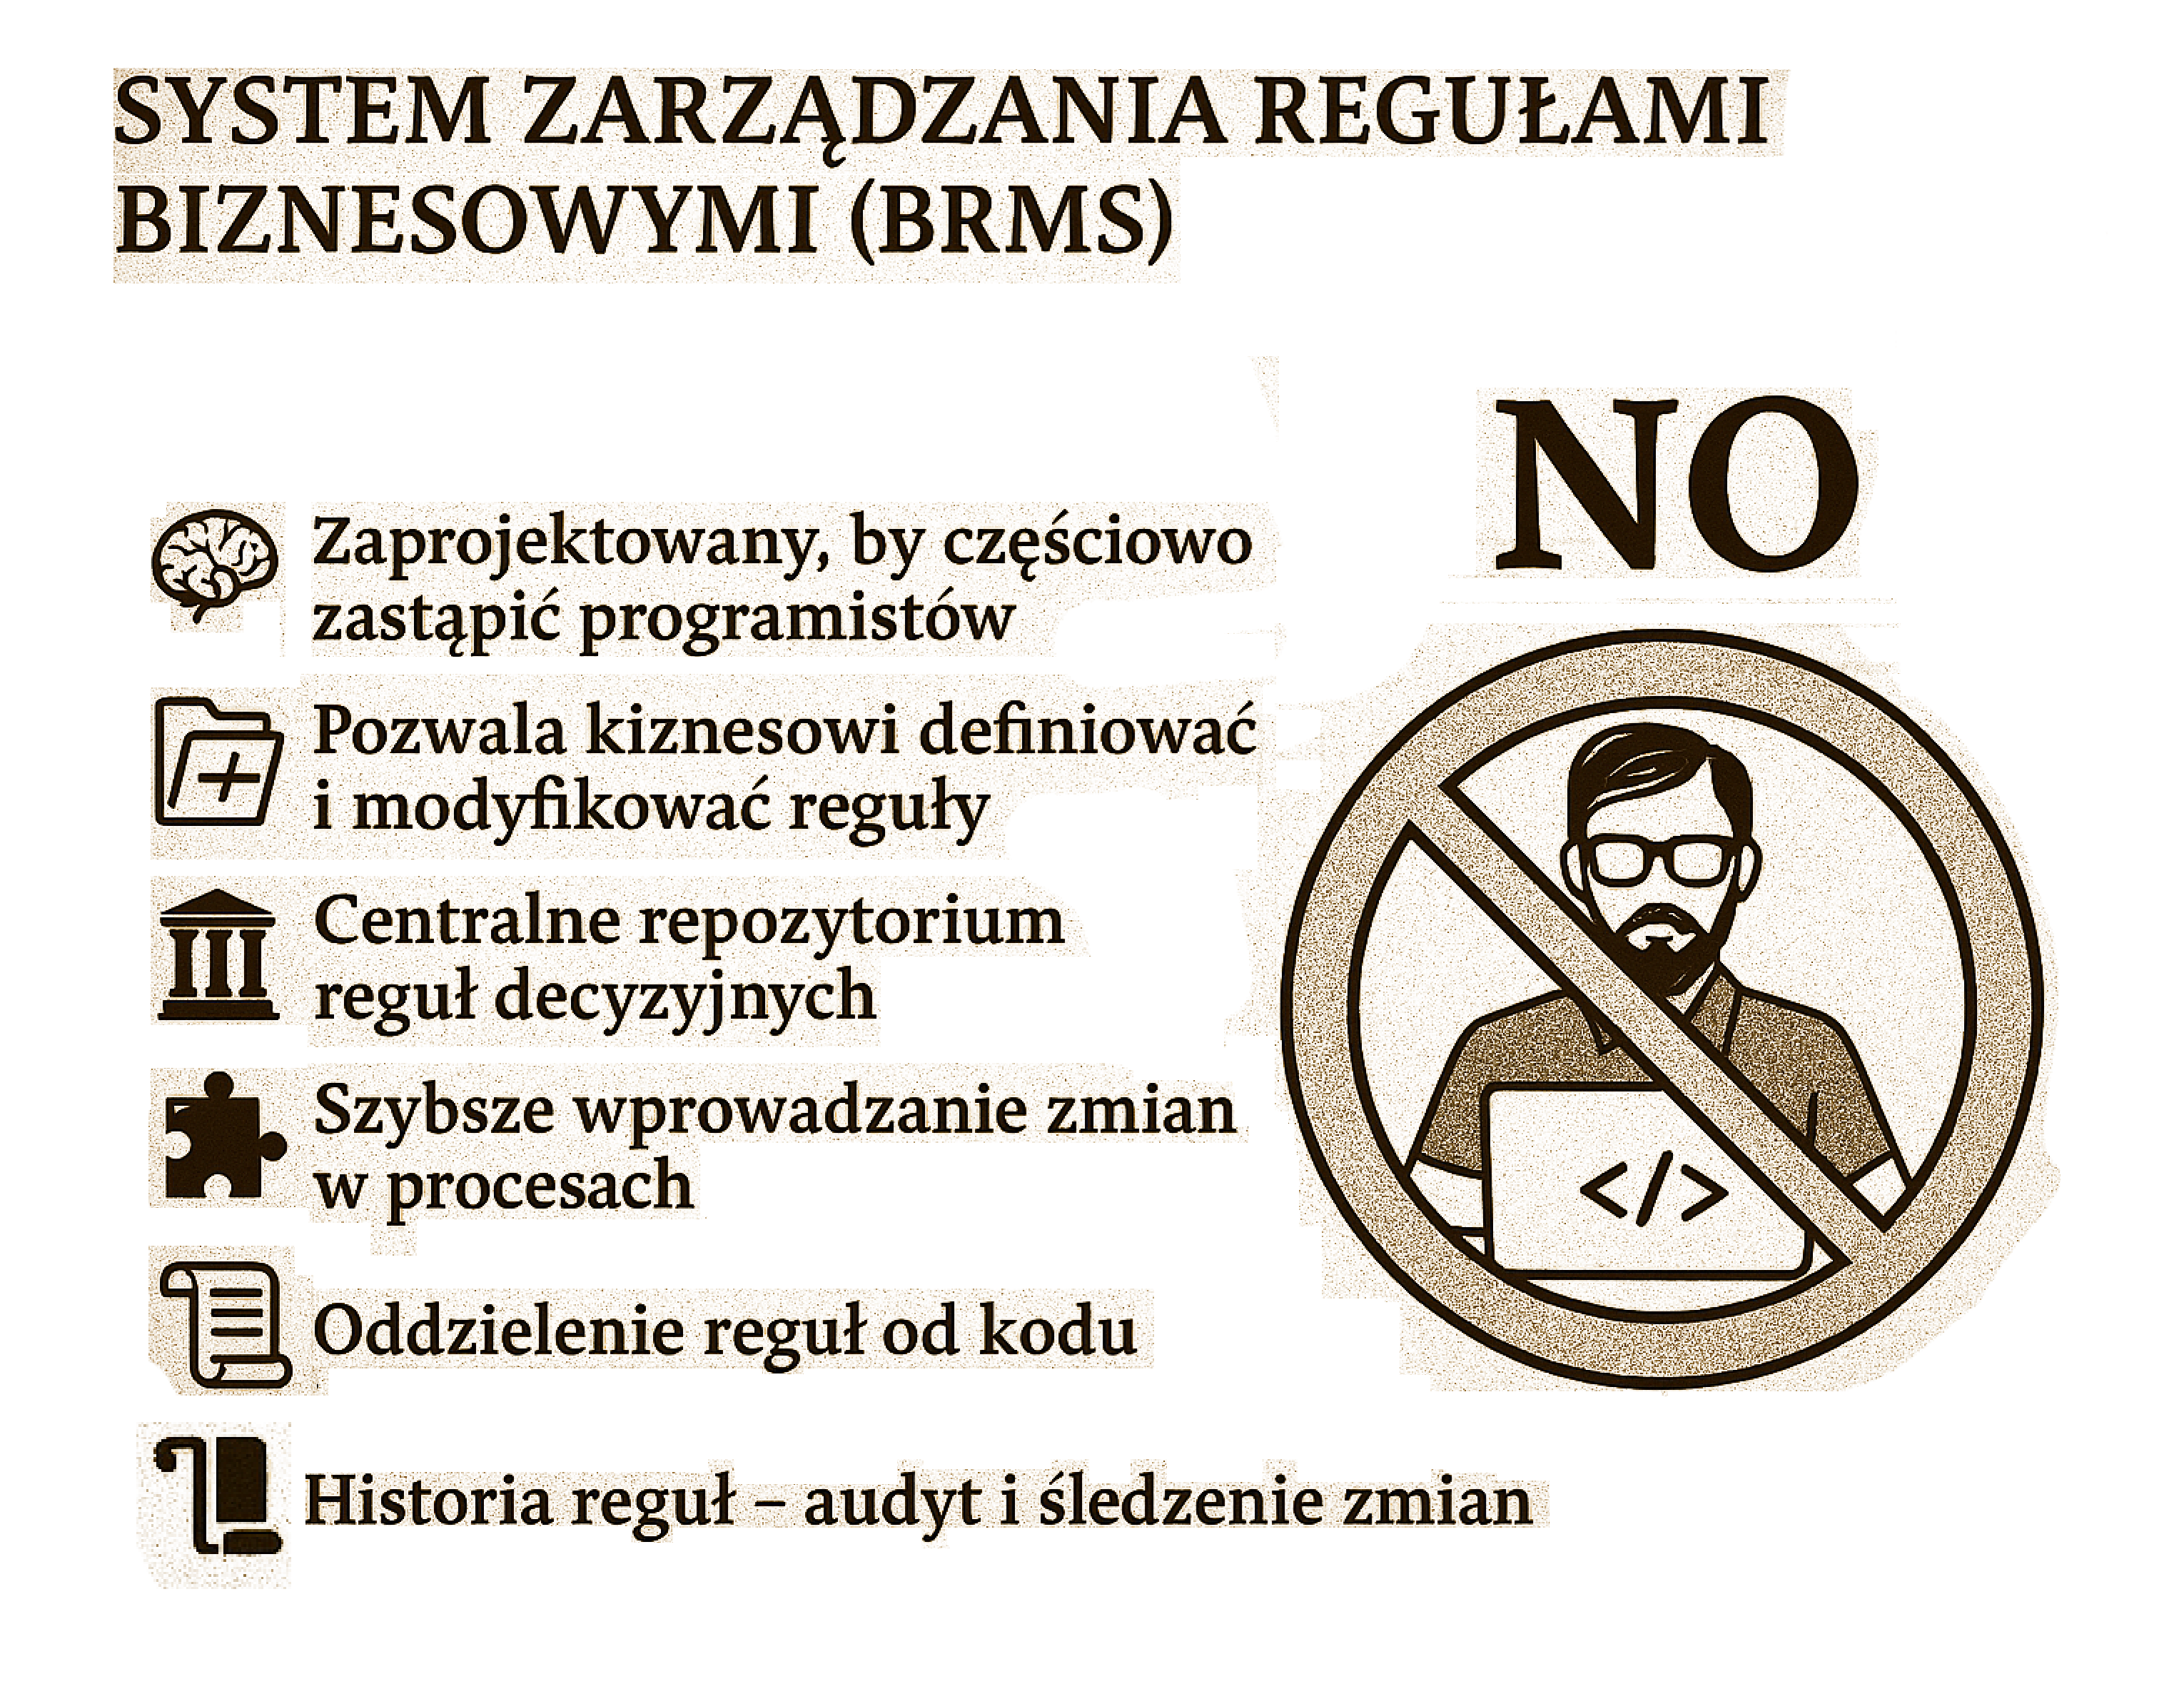 SYSTEM ZARZĄDZANIA REGUŁAMI
BIZNESOWYMI (BRMS)
NO
Zaprojektowany, by częściowo
zastąpić programistów
Pozwala kiznesowi definiować
i modyfikować reguły
Centralne repozytorium
reguł decyzyjnych
Szybsze wprowadzanie zmian
w procesach
Oddzielenie reguł od kodu
Historia reguł – audyt i śledzenie zmian
</>